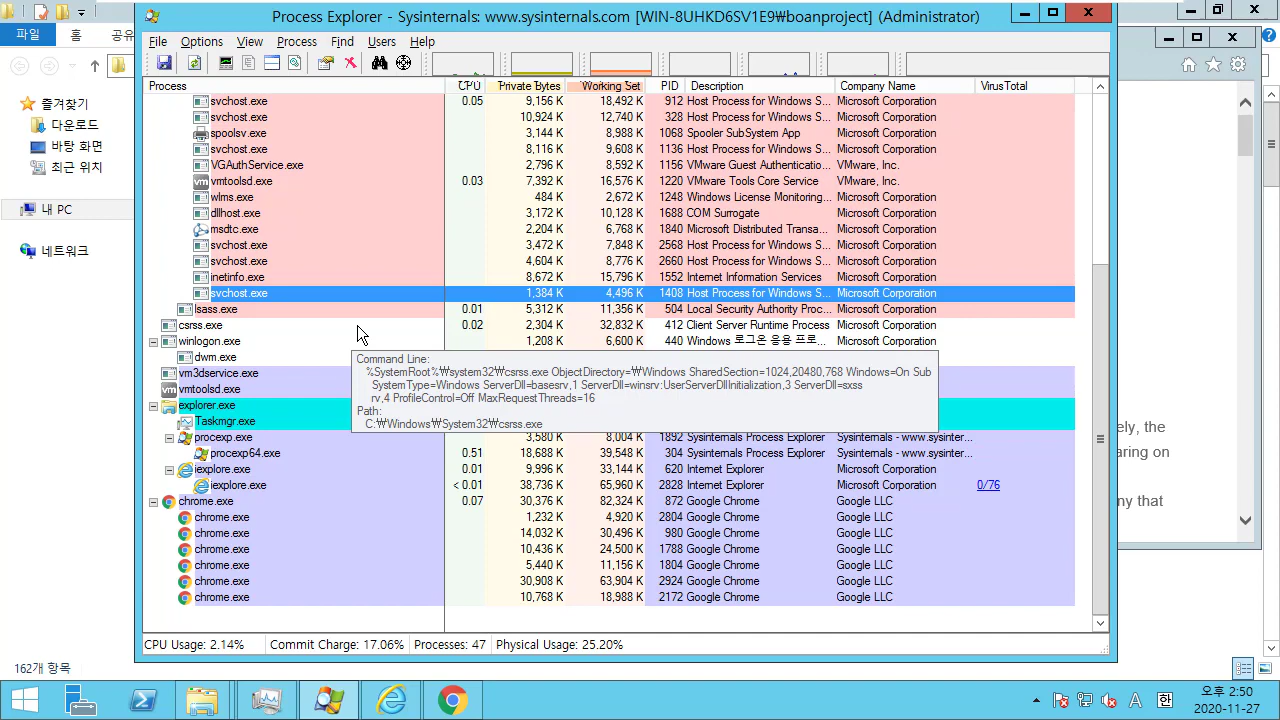 Process Explorer - Sysinternals: www.sysinternals.com [WIN-8UHKD6SV1E9\boanproject] (Administrator)
파일 홈 공유
File Options View Process Find Users Help
Process CPU Private Bytes Working Set PID Description Company Name VirusTotal
svchost.exe 0.05 9,156 K 18,492 K 912 Host Process for Windows S... Microsoft Corporation
svchost.exe 10,924 K 12,740 K 328 Host Process for Windows S... Microsoft Corporation
spoolsv.exe 3,144 K 8,988 K 1068 Spooler SubSystem App Microsoft Corporation
svchost.exe 8,116 K 9,608 K 1136 Host Process for Windows S... Microsoft Corporation
VGAuthService.exe 2,796 K 8,592 K 1156 VMware Guest Authenticatio... VMware, Inc.
vmtoolsd.exe 0.03 7,392 K 16,576 K 1220 VMware Tools Core Service VMware, Inc.
wlms.exe 484 K 2,672 K 1248 Windows License Monitoring... Microsoft Corporation
dllhost.exe 3,172 K 10,128 K 1688 COM Surrogate Microsoft Corporation
msdtc.exe 2,204 K 6,768 K 1840 Microsoft Distributed Transa... Microsoft Corporation
svchost.exe 3,472 K 7,848 K 2568 Host Process for Windows S... Microsoft Corporation
svchost.exe 4,604 K 8,776 K 2660 Host Process for Windows S... Microsoft Corporation
inetinfo.exe 8,672 K 15,796 K 1552 Internet Information Services Microsoft Corporation
svchost.exe 1,384 K 4,496 K 1408 Host Process for Windows S... Microsoft Corporation
lsass.exe 0.01 5,312 K 11,356 K 504 Local Security Authority Proc... Microsoft Corporation
csrss.exe 0.02 2,304 K 32,832 K 412 Client Server Runtime Process Microsoft Corporation
winlogon.exe 1,208 K 6,600 K 440 Windows 로그온 응용 프로... Microsoft Corporation
dwm.exe
vm3dservice.exe
vmtoolsd.exe
explorer.exe
Taskmgr.exe
Command Line:
%SystemRoot%₩system32₩csrss.exe ObjectDirectory=₩Windows SharedSection=1024,20480,768 Windows=On Sub
SystemType=Windows ServerDll=basesrv,1 ServerDll=winsrv:UserServerDllInitialization,3 ServerDll=sxss
rv,4 ProfileControl=Off MaxRequestThreads=16
Path:
C:₩Windows₩System32₩csrss.exe
procexp.exe 3,580 K 8,004 K 1892 Sysinternals Process Explorer Sysinternals - www.sysinter...
procexp64.exe 0.51 18,688 K 39,548 K 304 Sysinternals Process Explorer Sysinternals - www.sysinter...
iexplore.exe 0.01 9,996 K 33,144 K 620 Internet Explorer Microsoft Corporation
iexplore.exe < 0.01 38,736 K 65,960 K 2828 Internet Explorer Microsoft Corporation 0/76
chrome.exe 0.07 30,376 K 82,324 K 872 Google Chrome Google LLC
chrome.exe 1,232 K 4,920 K 2804 Google Chrome Google LLC
chrome.exe 14,032 K 30,496 K 980 Google Chrome Google LLC
chrome.exe 10,436 K 24,500 K 1788 Google Chrome Google LLC
chrome.exe 5,440 K 11,156 K 1804 Google Chrome Google LLC
chrome.exe 30,908 K 63,904 K 2924 Google Chrome Google LLC
chrome.exe 10,768 K 18,988 K 2172 Google Chrome Google LLC
CPU Usage: 2.14% Commit Charge: 17.06% Processes: 47 Physical Usage: 25.20%
즐겨찾기
다운로드
바탕 화면
최근 위치
내 PC
네트워크
162개 항목
ely, the
aring on
ny that
A 한
오후 2:50
2020-11-27